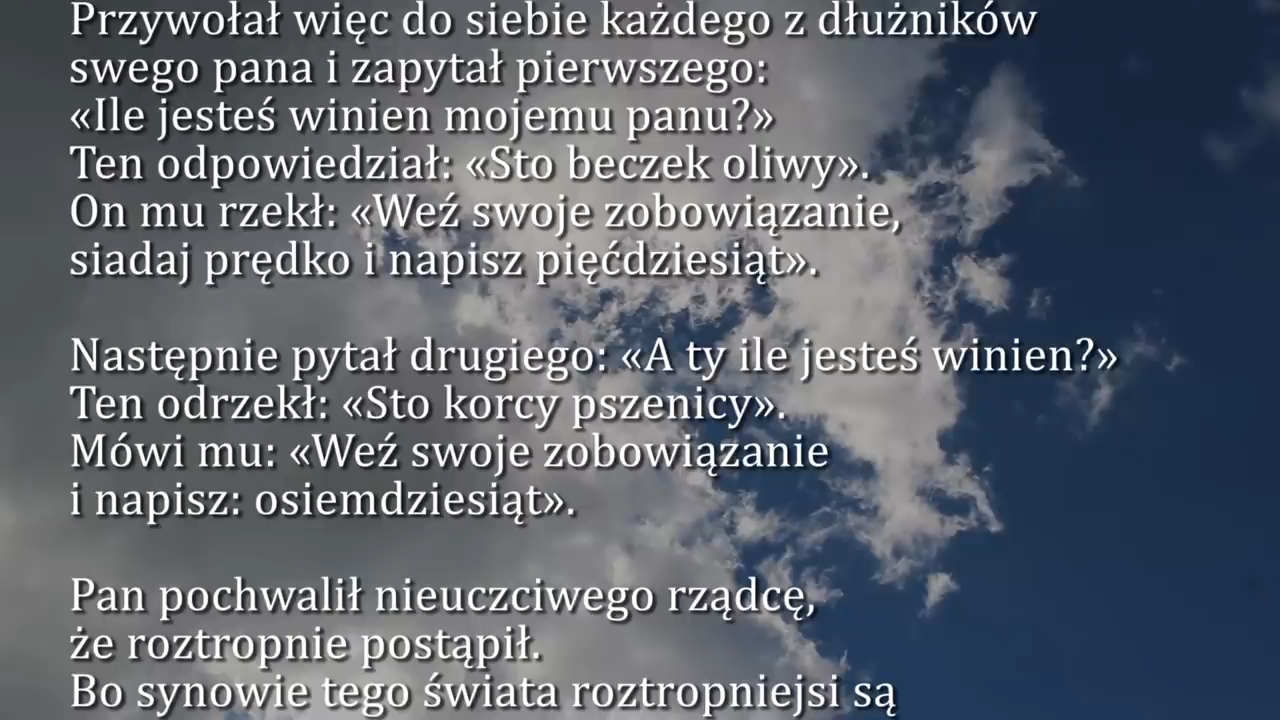 Przywołał więc do siebie każdego z dłużników
swego pana i zapytał pierwszego:
«Ile jesteś winien mojemu panu?»
Ten odpowiedział: «Sto beczek oliwy».
On mu rzekł: «Weź swoje zobowiązanie,
siadaj prędko i napisz pięćdziesiąt».
Następnie pytał drugiego: «A ty ile jesteś winien?»
Ten odrzekł: «Sto korcy pszenicy».
Mówi mu: «Weź swoje zobowiązanie
i napisz: osiemdziesiąt».
Pan pochwalił nieuczciwego rządcę,
że roztropnie postąpił.
Bo synowie tego świata roztropniejsi są